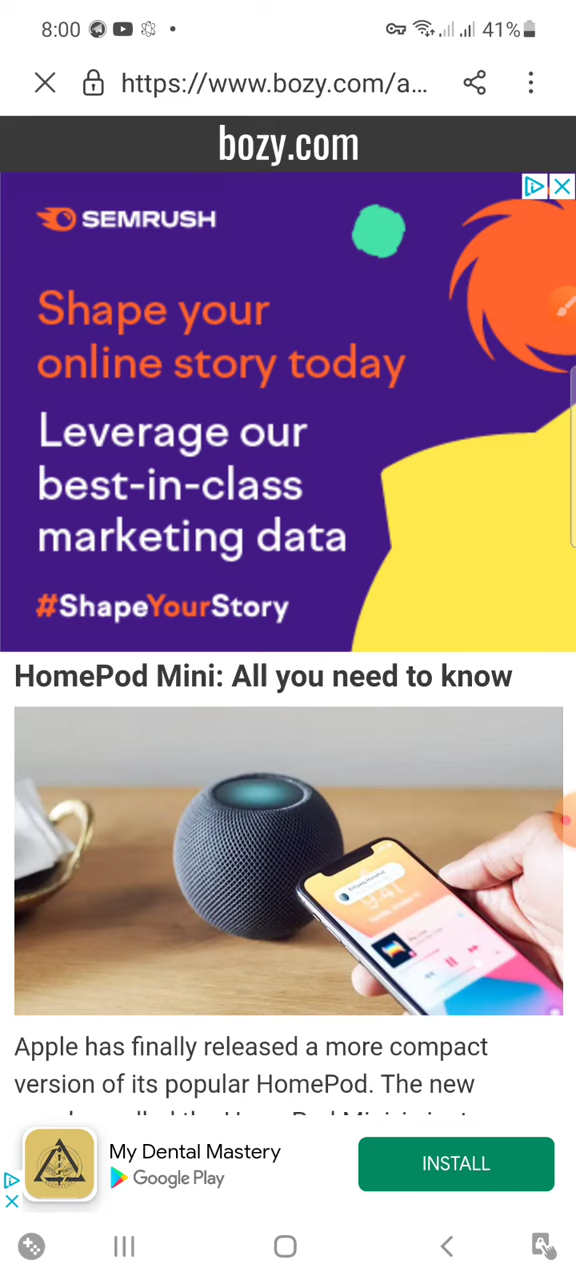 8:00
41%
https://www.bozy.com/a...
bozy.com
SEMRUSH
Shape your
online story today
Leverage our
best-in-class
marketing data
#ShapeYourStory
HomePod Mini: All you need to know
9:41
Apple has finally released a more compact
version of its popular HomePod. The new
My Dental Mastery
Google Play
INSTALL